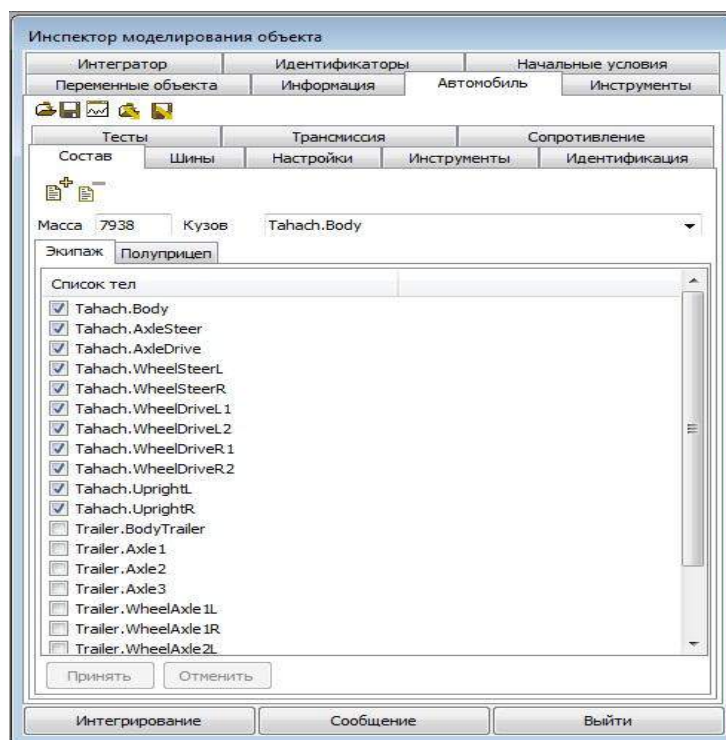 Инспектор моделирования объекта
Интегратор Идентификаторы Начальные условия
Переменные объекта Информация Автомобиль Инструменты
Тесты Трансмиссия Сопротивление
Состав Шины Настройки Инструменты Идентификация
Масса 7938 Кузов Tahach.Body
Экипаж Полуприцеп
Список тел
Tahach.Body
Tahach.AxleSteer
Tahach.AxleDrive
Tahach.WheelSteerL
Tahach.WheelSteerR
Tahach.WheelDriveL1
Tahach.WheelDriveL2
Tahach.WheelDriveR1
Tahach.WheelDriveR2
Tahach.UprightL
Tahach.UprightR
Trailer.BodyTrailer
Trailer.Axle1
Trailer.Axle2
Trailer.Axle3
Trailer.WheelAxle1L
Trailer.WheelAxle1R
Trailer.WheelAxle2L
Принять Отменить
Интегрирование Сообщение Выйти